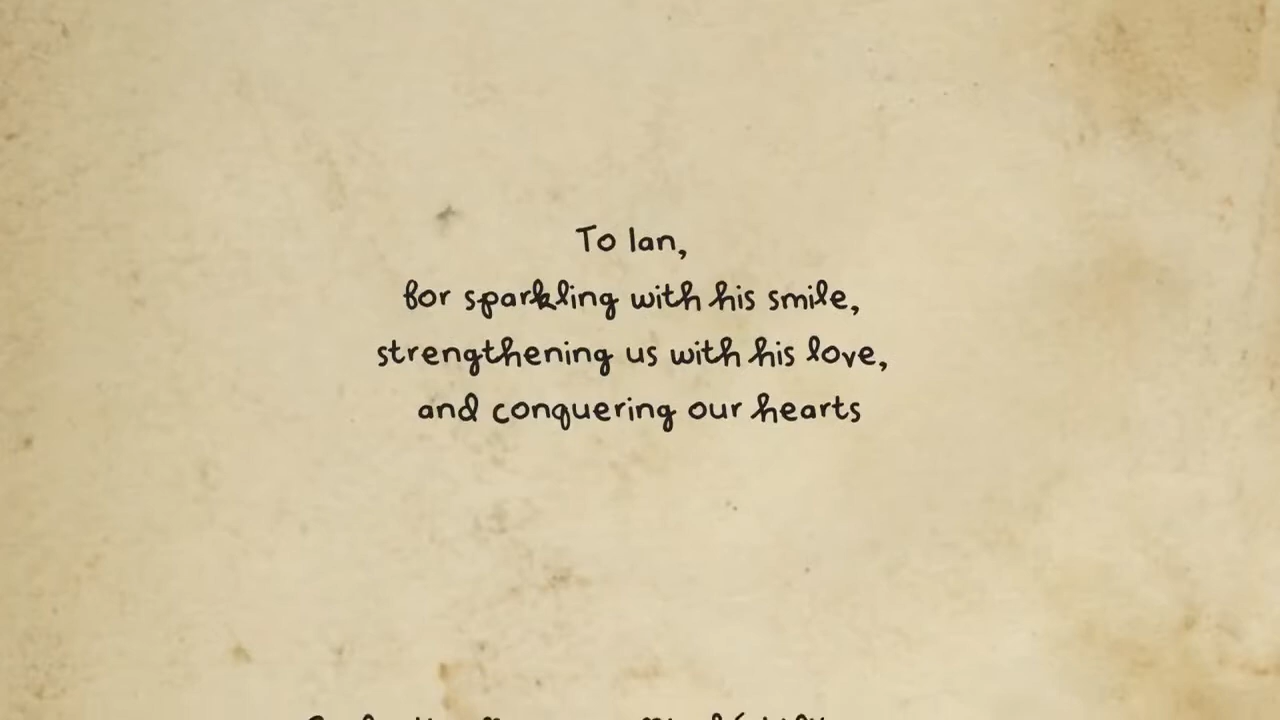 To Ian,
for sparkling with his smile,
strengthening us with his love,
and conquering our hearts